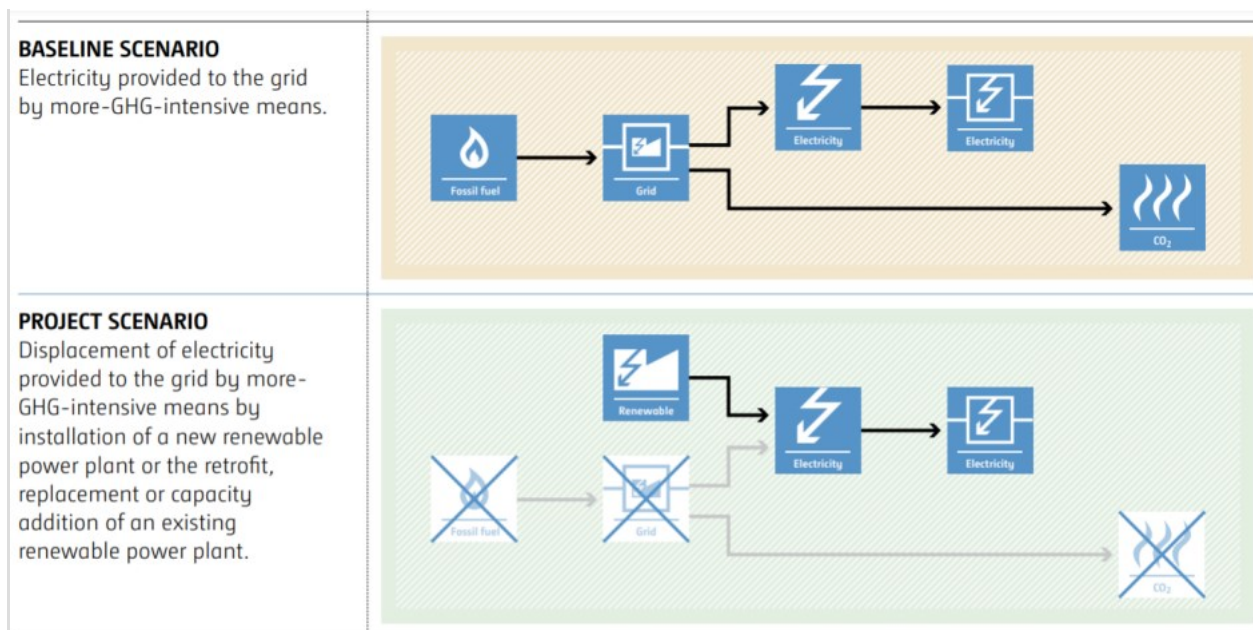 BASELINE SCENARIO
Electricity provided to the grid
by more-GHG-intensive means.
Fossil fuel
Grid
Electricity
Electricity
CO₂
PROJECT SCENARIO
Displacement of electricity
provided to the grid by more-
GHG-intensive means by
installation of a new renewable
power plant or the retrofit,
replacement or capacity
addition of an existing
renewable power plant.
Renewable
Electricity
Electricity
Fossil fuel
Grid
CO₂